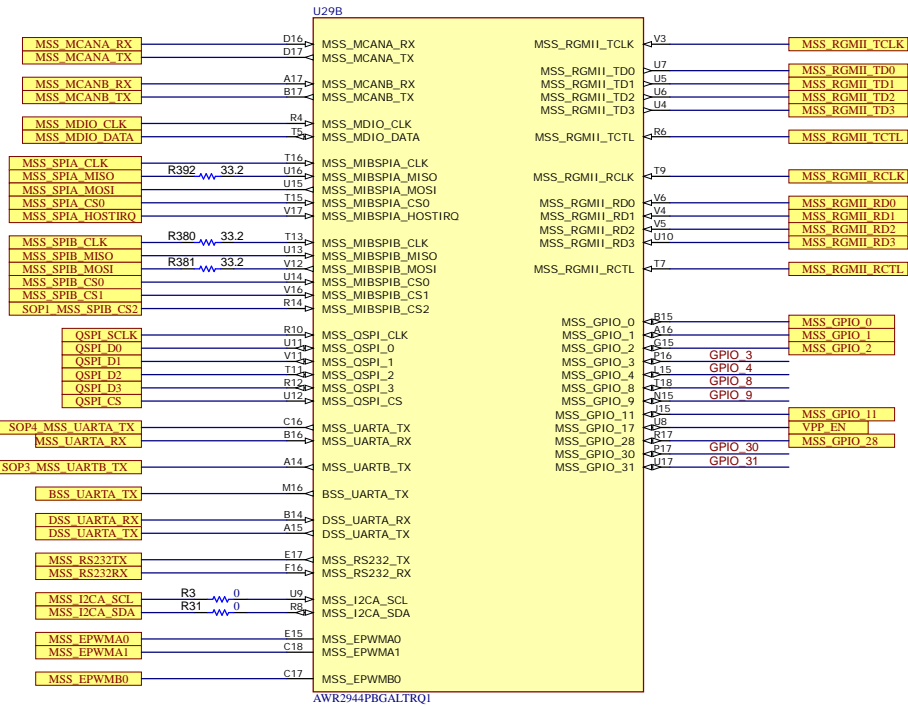 U29B
MSS_MCANA_RX D16 MSS_MCANA_RX MSS_RGMII_TCLK V3 MSS_RGMII_TCLK
MSS_MCANA_TX D17 MSS_MCANA_TX
MSS_RGMII_TD0 U7 MSS_RGMII_TD0
MSS_MCANB_RX A17 MSS_MCANB_RX MSS_RGMII_TD1 U5 MSS_RGMII_TD1
MSS_MCANB_TX B17 MSS_MCANB_TX MSS_RGMII_TD2 U6 MSS_RGMII_TD2
MSS_RGMII_TD3 U4 MSS_RGMII_TD3
MSS_MDIO_CLK R4 MSS_MDIO_CLK
MSS_MDIO_DATA T5 MSS_MDIO_DATA MSS_RGMII_TCTL R6 MSS_RGMII_TCTL
MSS_SPIA_CLK T16 MSS_MIBSPIA_CLK
MSS_SPIA_MISO R392 33.2 U16 MSS_MIBSPIA_MISO MSS_RGMII_RCLK T9 MSS_RGMII_RCLK
MSS_SPIA_MOSI U15 MSS_MIBSPIA_MOSI
MSS_SPIA_CS0 T15 MSS_MIBSPIA_CS0 MSS_RGMII_RD0 V6 MSS_RGMII_RD0
MSS_SPIA_HOSTIRQ V17 MSS_MIBSPIA_HOSTIRQ MSS_RGMII_RD1 V4 MSS_RGMII_RD1
MSS_RGMII_RD2 V5 MSS_RGMII_RD2
MSS_SPIB_CLK R380 33.2 T13 MSS_MIBSPIB_CLK MSS_RGMII_RD3 U10 MSS_RGMII_RD3
MSS_SPIB_MISO U13 MSS_MIBSPIB_MISO
MSS_SPIB_MOSI R381 33.2 V12 MSS_MIBSPIB_MOSI MSS_RGMII_RCTL T7 MSS_RGMII_RCTL
MSS_SPIB_CS0 U14 MSS_MIBSPIB_CS0
MSS_SPIB_CS1 V16 MSS_MIBSPIB_CS1
SOP1_MSS_SPIB_CS2 R14 MSS_MIBSPIB_CS2
MSS_GPIO_0 B15 MSS_GPIO_0
QSPI_SCLK R10 MSS_QSPI_CLK MSS_GPIO_1 A16 MSS_GPIO_1
QSPI_D0 U11 MSS_QSPI_0 MSS_GPIO_2 G15 MSS_GPIO_2
QSPI_D1 V11 MSS_QSPI_1 MSS_GPIO_3 P16 GPIO_3
QSPI_D2 T11 MSS_QSPI_2 MSS_GPIO_4 L15 GPIO_4
QSPI_D3 R12 MSS_QSPI_3 MSS_GPIO_8 T18 GPIO_8
QSPI_CS U12 MSS_QSPI_CS MSS_GPIO_9 N15 GPIO_9
MSS_GPIO_11 J15 MSS_GPIO_11
SOP4_MSS_UARTA_TX C16 MSS_UARTA_TX MSS_GPIO_17 U8 VPP_EN
MSS_UARTA_RX B16 MSS_UARTA_RX MSS_GPIO_28 R17 MSS_GPIO_28
MSS_GPIO_30 P17 GPIO_30
SOP3_MSS_UARTB_TX A14 MSS_UARTB_TX MSS_GPIO_31 U17 GPIO_31
BSS_UARTA_TX M16 BSS_UARTA_TX
DSS_UARTA_RX B14 DSS_UARTA_RX
DSS_UARTA_TX A15 DSS_UARTA_TX
MSS_RS232TX E17 MSS_RS232_TX
MSS_RS232RX F16 MSS_RS232_RX
MSS_I2CA_SCL R3 0 U9 MSS_I2CA_SCL
MSS_I2CA_SDA R31 0 R8 MSS_I2CA_SDA
MSS_EPWMA0 E15 MSS_EPWMA0
MSS_EPWMA1 C18 MSS_EPWMA1
MSS_EPWMB0 C17 MSS_EPWMB0
AWR2944PBGALTRQ1